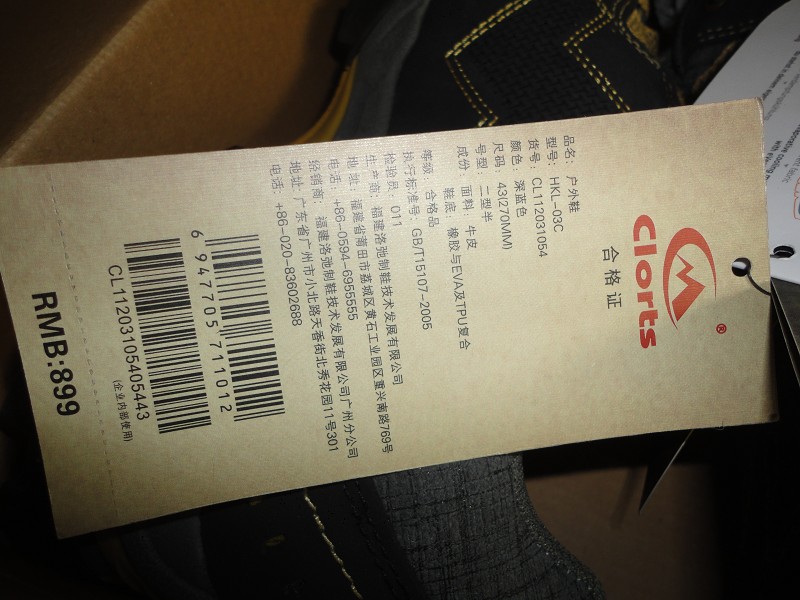 Clorts®
合格证
品名: 户外鞋
型号: HKL-03C
货号: CL112031054
颜色: 深蓝色
尺码: 43(270MM)
号型: 二型半
成份: 面料: 牛皮
鞋底: 橡胶与EVA及TPU复合
等级: 合格品
执行标准号: GB/T15107-2005
检验员 011
生产商: 福建洛弛制鞋技术发展有限公司
地址: 福建省莆田市荔城区黄石工业园区重兴南路769号
电话: +86-0594-6955555
经销商: 福建洛弛制鞋技术发展有限公司广州分公司
地址: 广东省广州市小北路天香街北秀花园11号301
电话: +86-020-83602688
6 947705 711012
CL11203105405443
(企业内部使用)
RMB:899